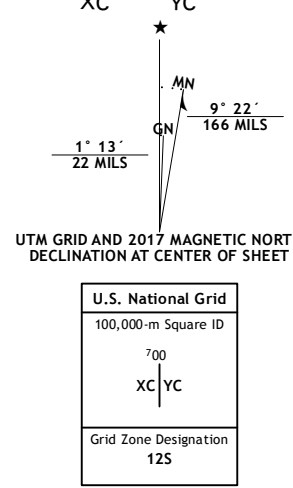 XC YC
MN
GN
9° 22´
166 MILS
1° 13´
22 MILS
UTM GRID AND 2017 MAGNETIC NORT
DECLINATION AT CENTER OF SHEET
U.S. National Grid
100,000-m Square ID
⁷00
XC YC
Grid Zone Designation
12S